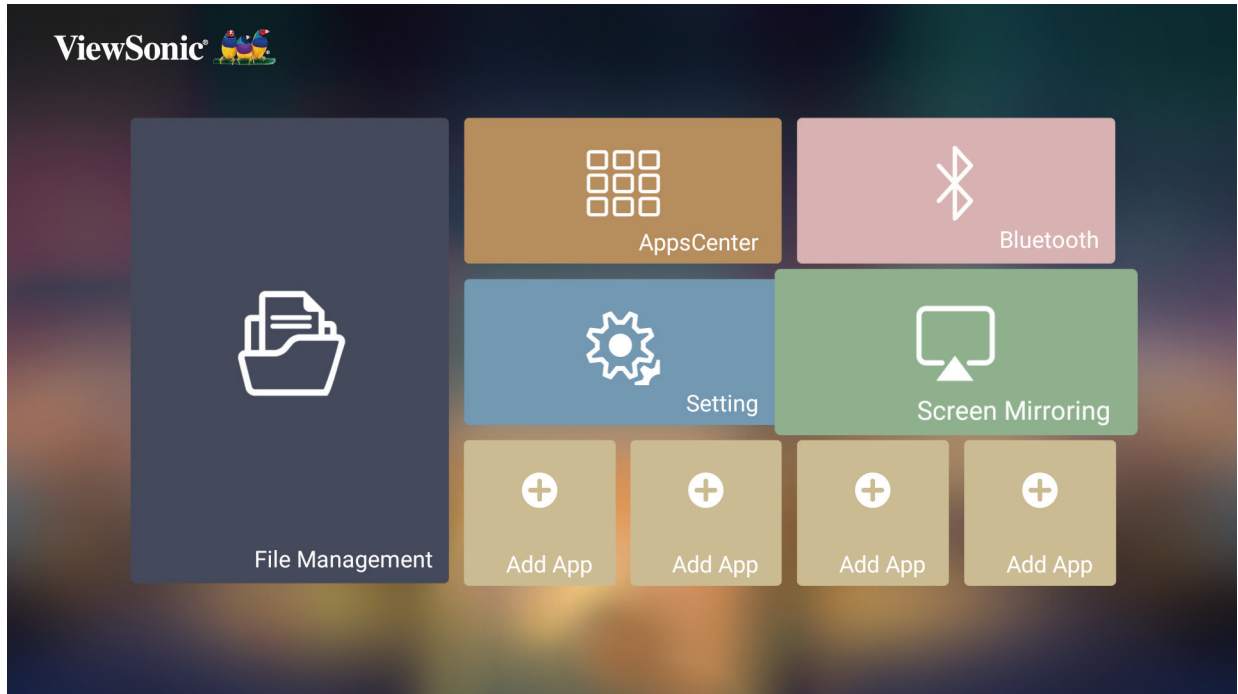 ViewSonic®
AppsCenter
Bluetooth
Setting
Screen Mirroring
File Management
Add App
Add App
Add App
Add App